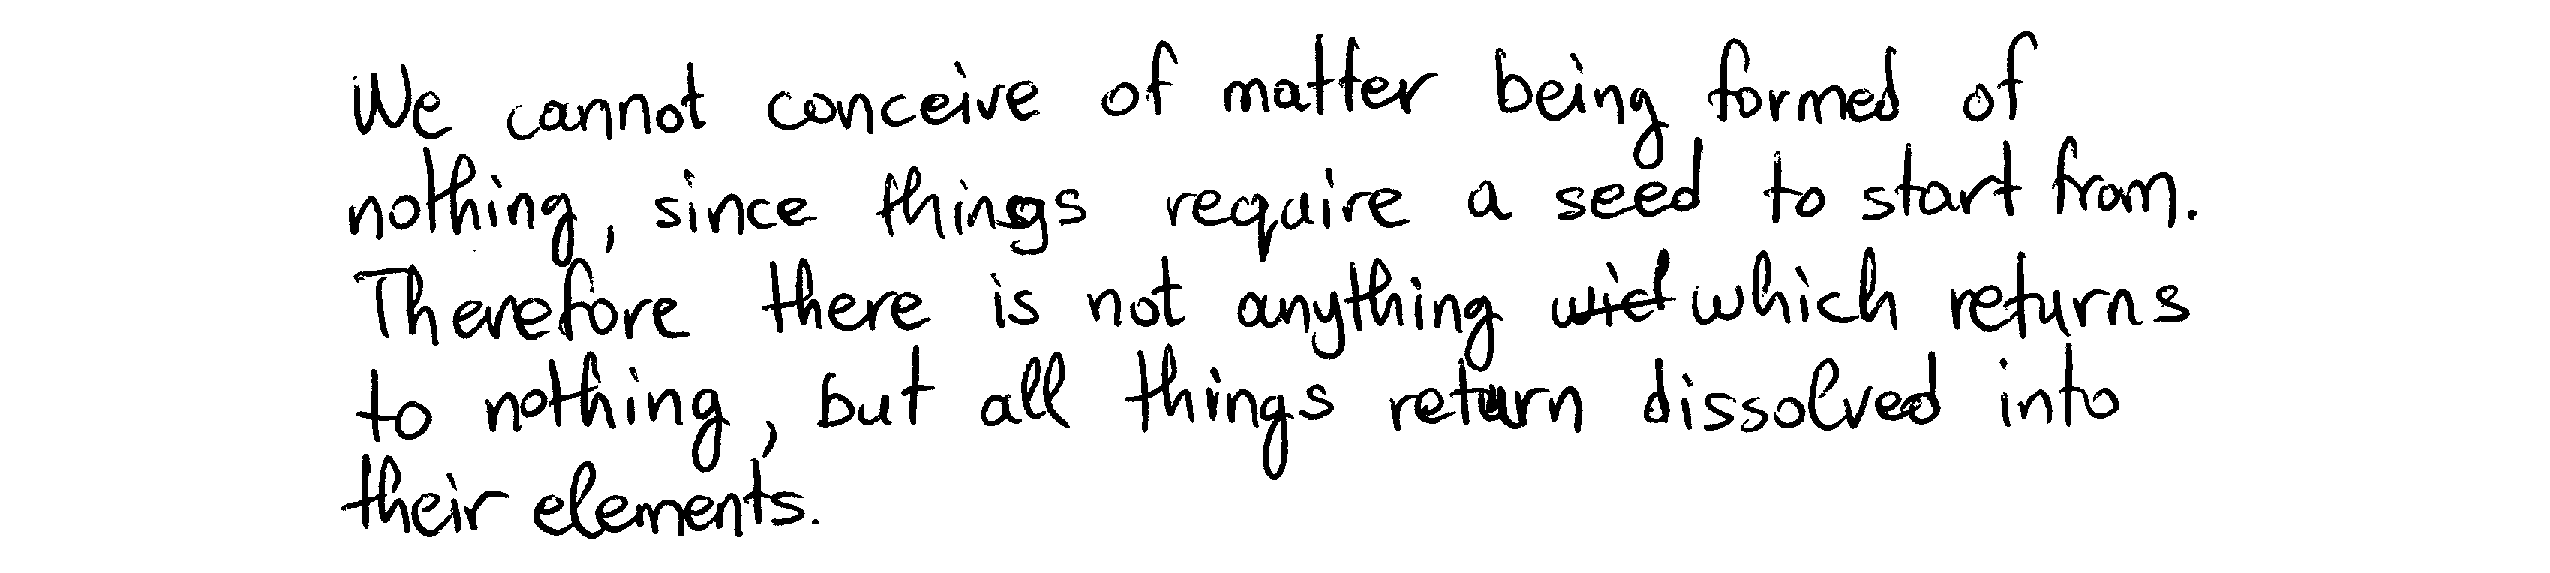 We cannot conceive of matter being formed of
nothing, since things require a seed to start from.
Therefore there is not anything which returns
to nothing, but all things return dissolved into
their elements.